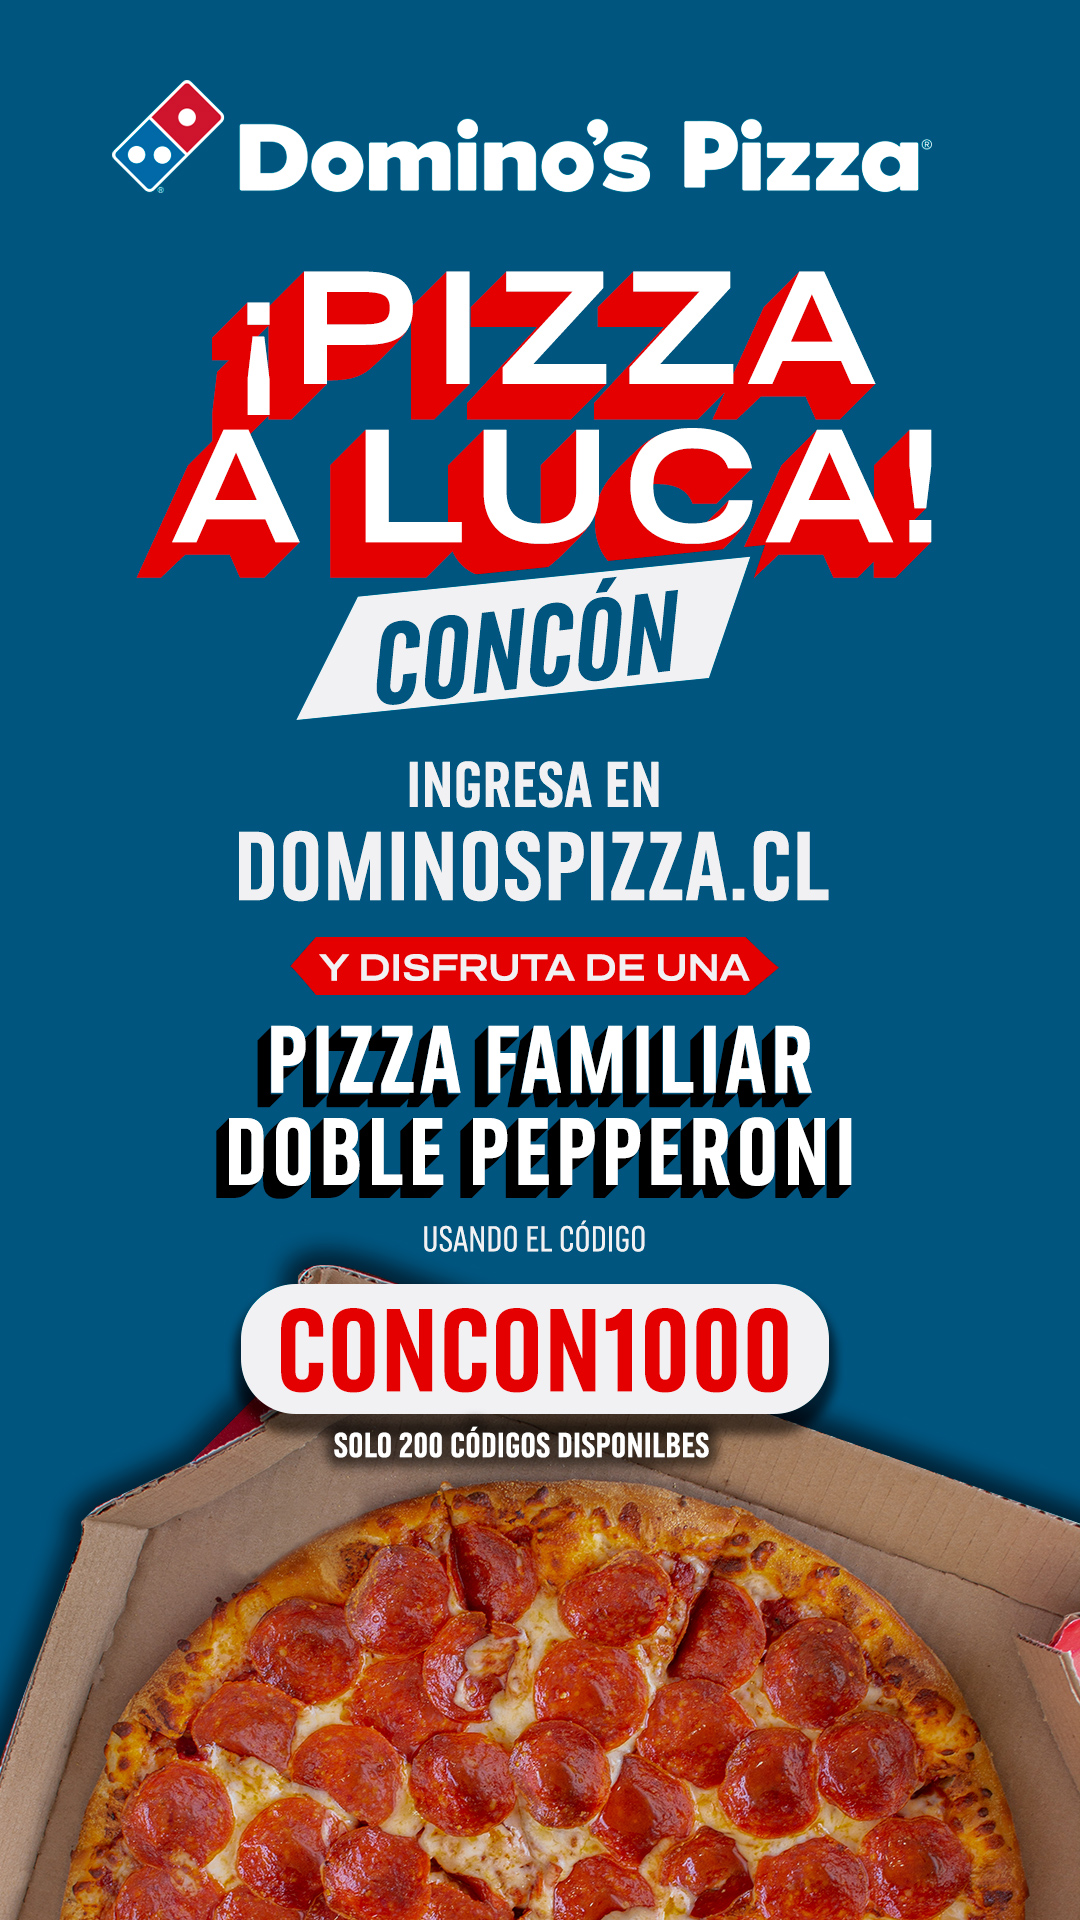 Domino's Pizza®
¡PIZZA
A LUCA!
CONCÓN
INGRESA EN
DOMINOSPIZZA.CL
Y DISFRUTA DE UNA
PIZZA FAMILIAR
DOBLE PEPPERONI
USANDO EL CÓDIGO
CONCON1000
SOLO 200 CÓDIGOS DISPONILBES